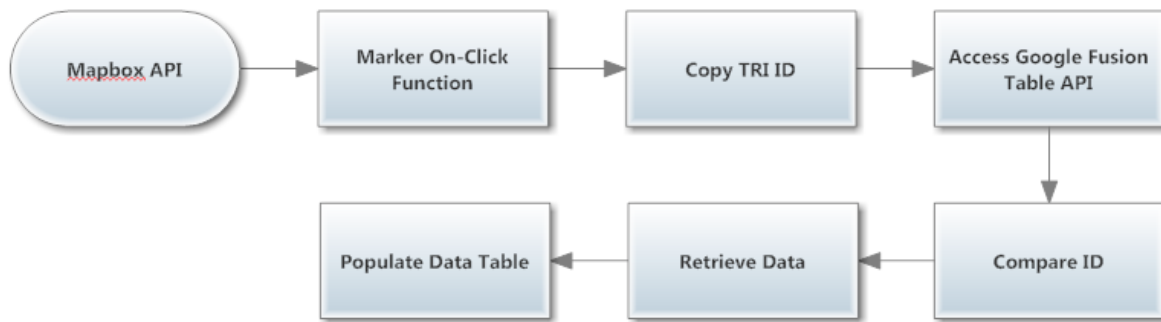 Mapbox API
Marker On-Click
Function
Copy TRI ID
Access Google Fusion
Table API
Populate Data Table
Retrieve Data
Compare ID